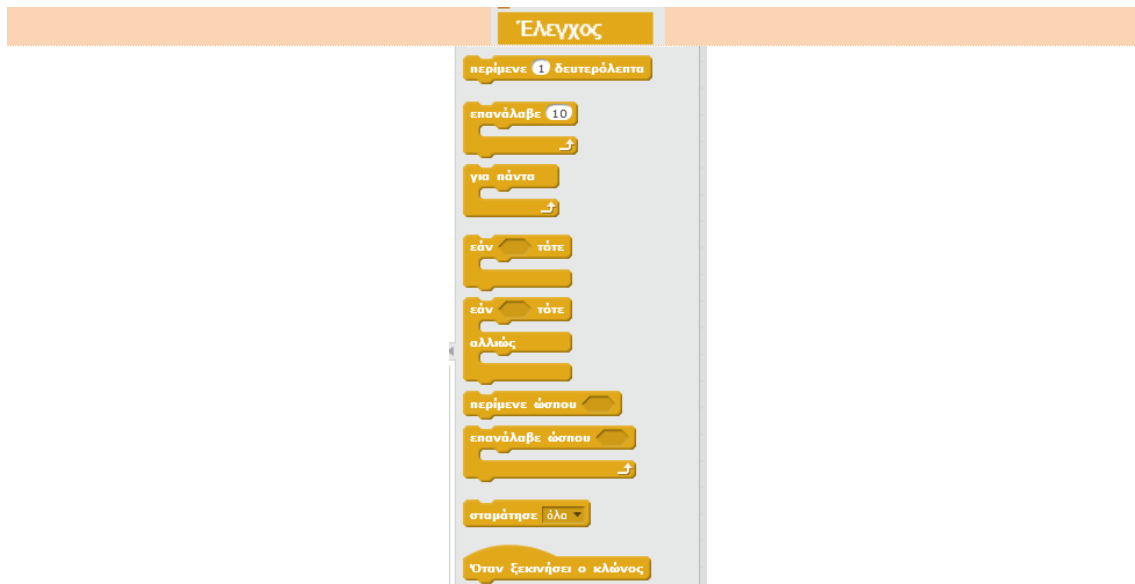 Έλεγχος
περίμενε 1 δευτερόλεπτα
επανάλαβε 10
για πάντα
εάν τότε
εάν τότε
αλλιώς
περίμενε ώσπου
επανάλαβε ώσπου
σταμάτησε όλα
Όταν ξεκινήσει ο κλώνος